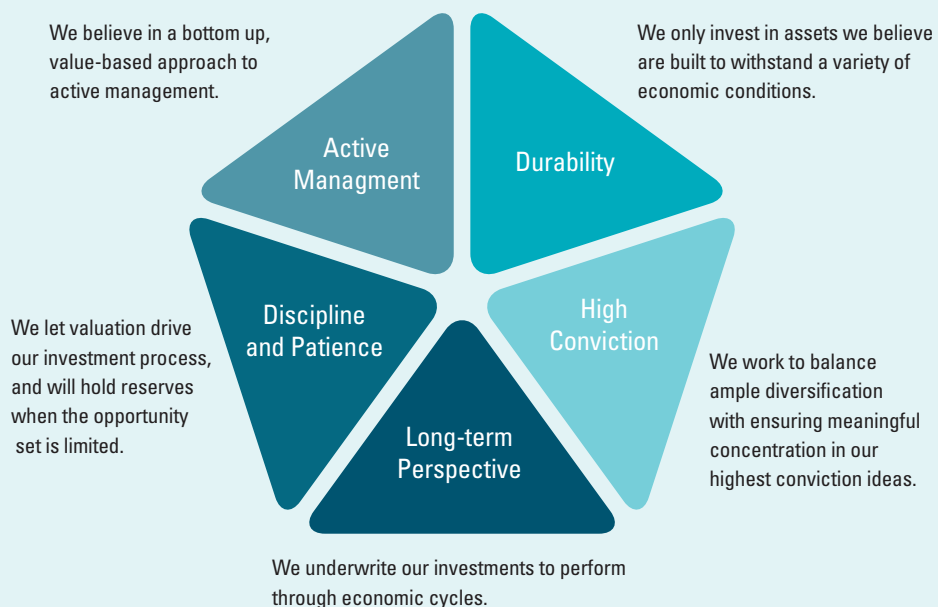 We believe in a bottom up,
value-based approach to
active management.
We only invest in assets we believe
are built to withstand a variety of
economic conditions.
Active
Managment
Durability
Discipline
and Patience
High
Conviction
We let valuation drive
our investment process,
and will hold reserves
when the opportunity
set is limited.
We work to balance
ample diversification
with ensuring meaningful
concentration in our
highest conviction ideas.
Long-term
Perspective
We underwrite our investments to perform
through economic cycles.